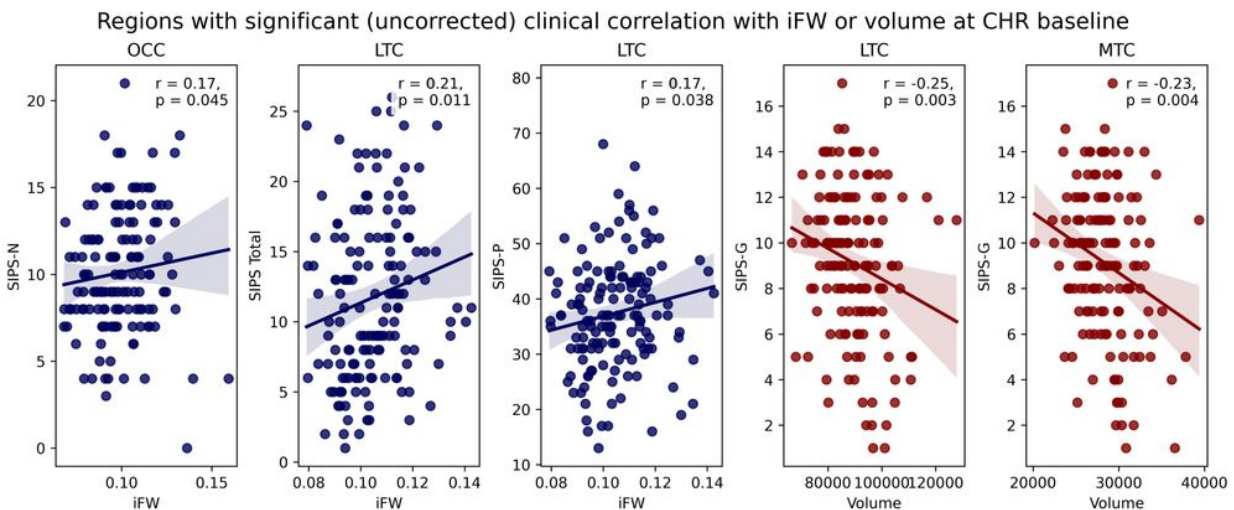 Regions with significant (uncorrected) clinical correlation with iFW or volume at CHR baseline
OCC
r = 0.17,
p = 0.045
SIPS-N
20
15
10
5
0
0.10
0.15
iFW
LTC
r = 0.21,
p = 0.011
SIPS Total
25
20
15
10
5
0
0.08
0.10
0.12
0.14
iFW
LTC
r = 0.17,
p = 0.038
SIPS-P
80
70
60
50
40
30
20
10
0.08
0.10
0.12
0.14
iFW
LTC
r = -0.25,
p = 0.003
SIPS-G
16
14
12
10
8
6
4
2
80000
100000
120000
Volume
MTC
r = -0.23,
p = 0.004
SIPS-G
16
14
12
10
8
6
4
2
20000
30000
40000
Volume